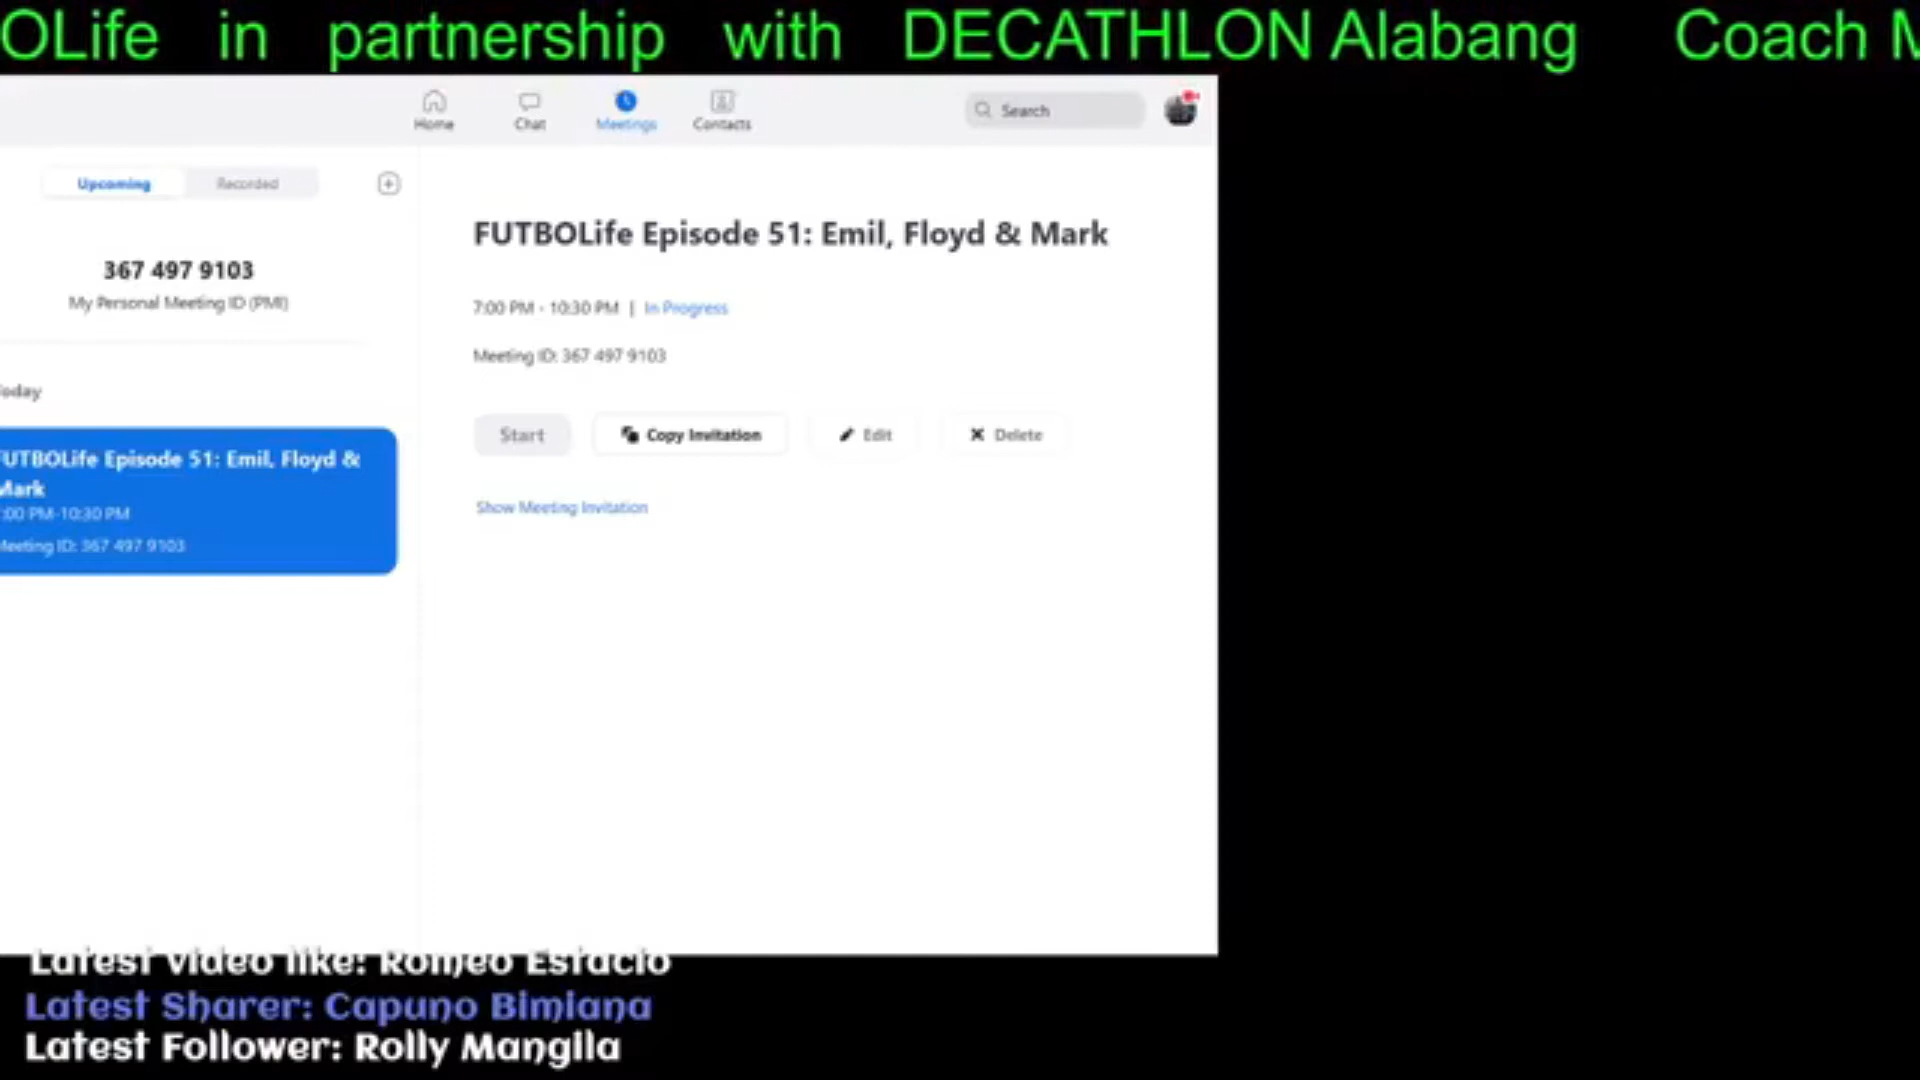 OLife in partnership with DECATHLON Alabang Coach M
Home
Chat
Meetings
Contacts
Search
Upcoming
Recorded
367 497 9103
My Personal Meeting ID (PMI)
oday
FUTBOLife Episode 51: Emil, Floyd &
Mark
:00 PM-10:30 PM
Meeting ID: 367 497 9103
FUTBOLife Episode 51: Emil, Floyd & Mark
7:00 PM - 10:30 PM | In Progress
Meeting ID: 367 497 9103
Start
Copy Invitation
Edit
Delete
Show Meeting Invitation
Latest video like: Romeo Estacio
Latest Sharer: Capuno Bimiana
Latest Follower: Rolly Mangila